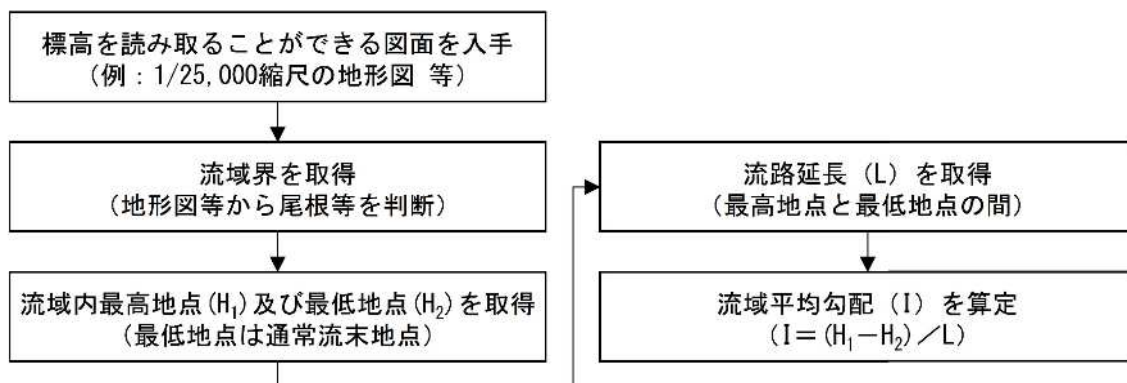 標高を読み取ることができる図面を入手
（例：1/25,000縮尺の地形図 等）
流域界を取得
（地形図等から尾根等を判断）
流域内最高地点(H₁)及び最低地点(H₂)を取得
（最低地点は通常流末地点）
流路延長（L）を取得
（最高地点と最低地点の間）
流域平均勾配（I）を算定
（I＝(H₁－H₂)／L）